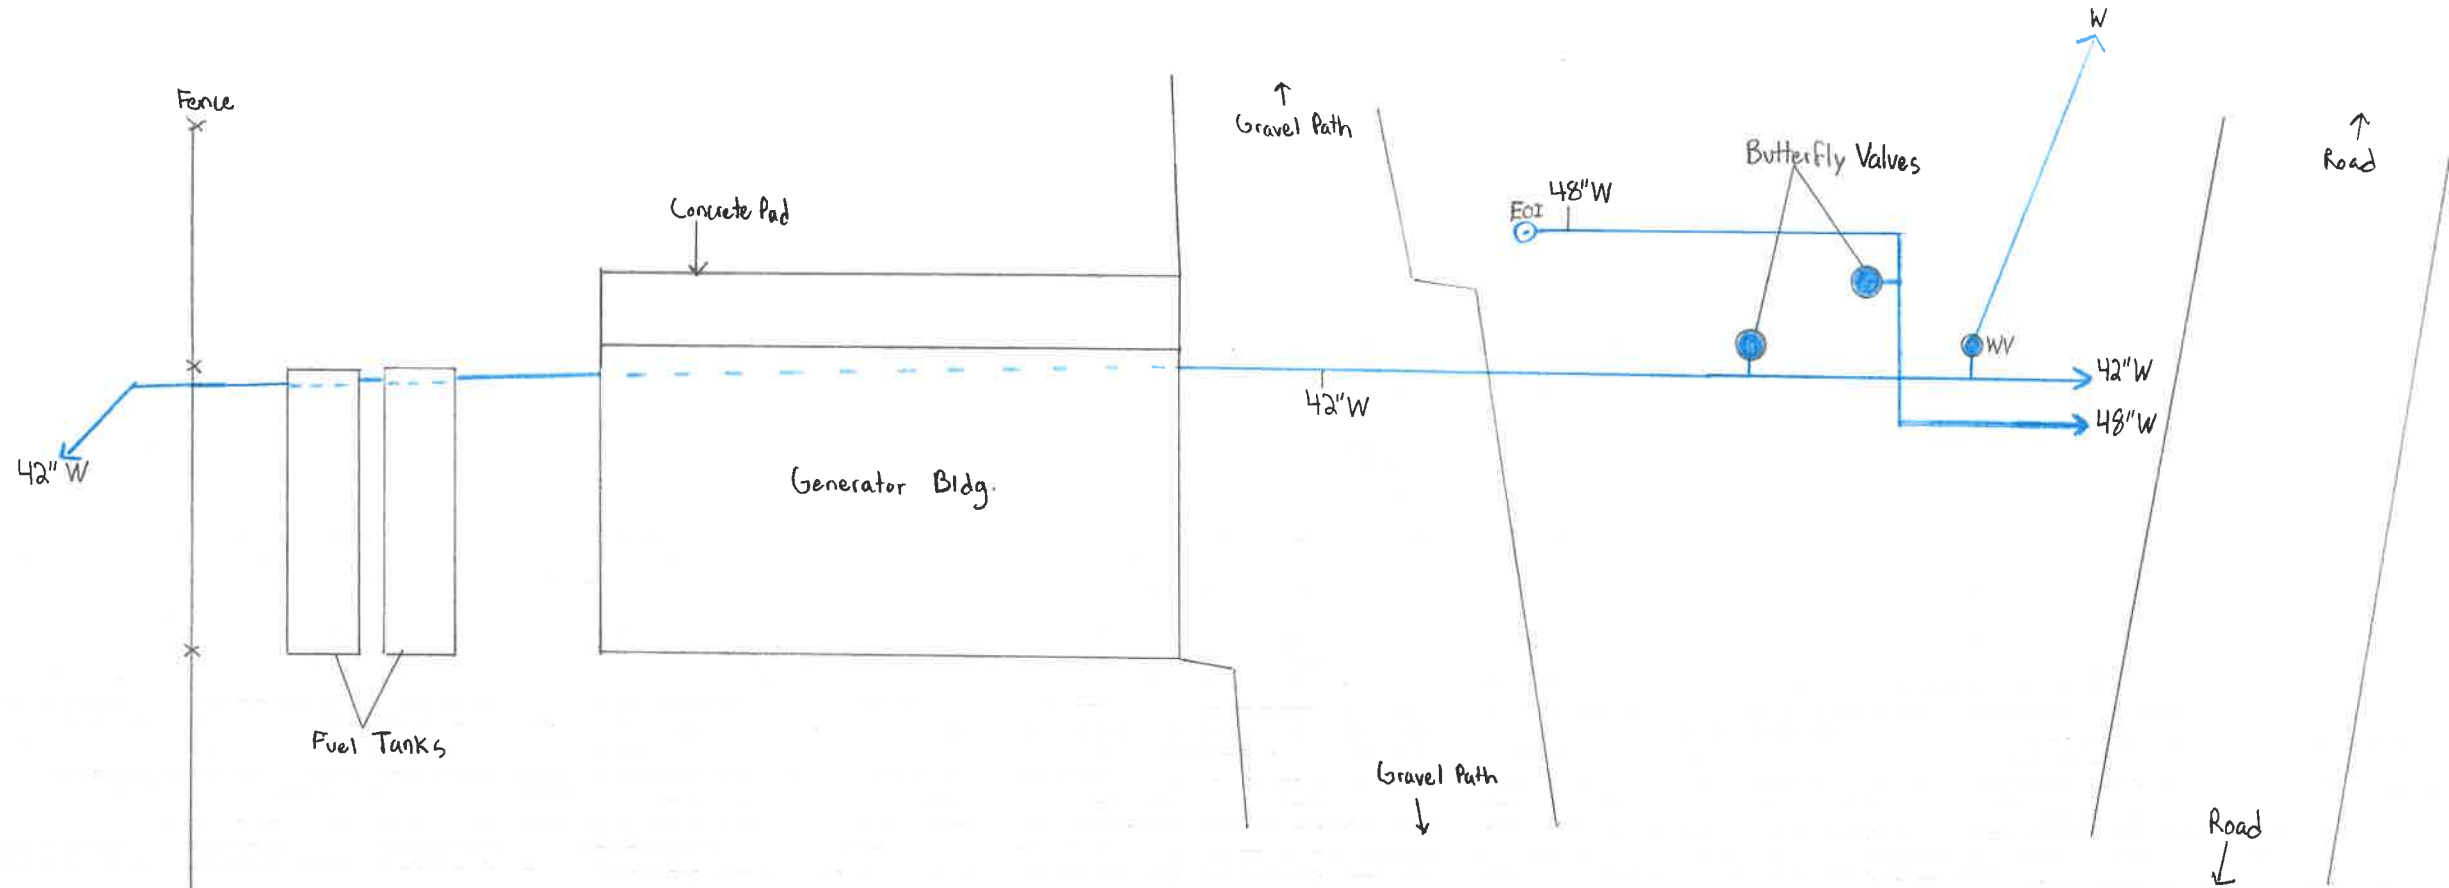 W
Fence
↑
Gravel Path
↑
Road
Butterfly Valves
48"W
EOI
Concrete Pad
WV
42"W
42"W
48"W
42" W
Generator Bldg.
Fuel Tanks
Gravel Path
↓
Road
↓